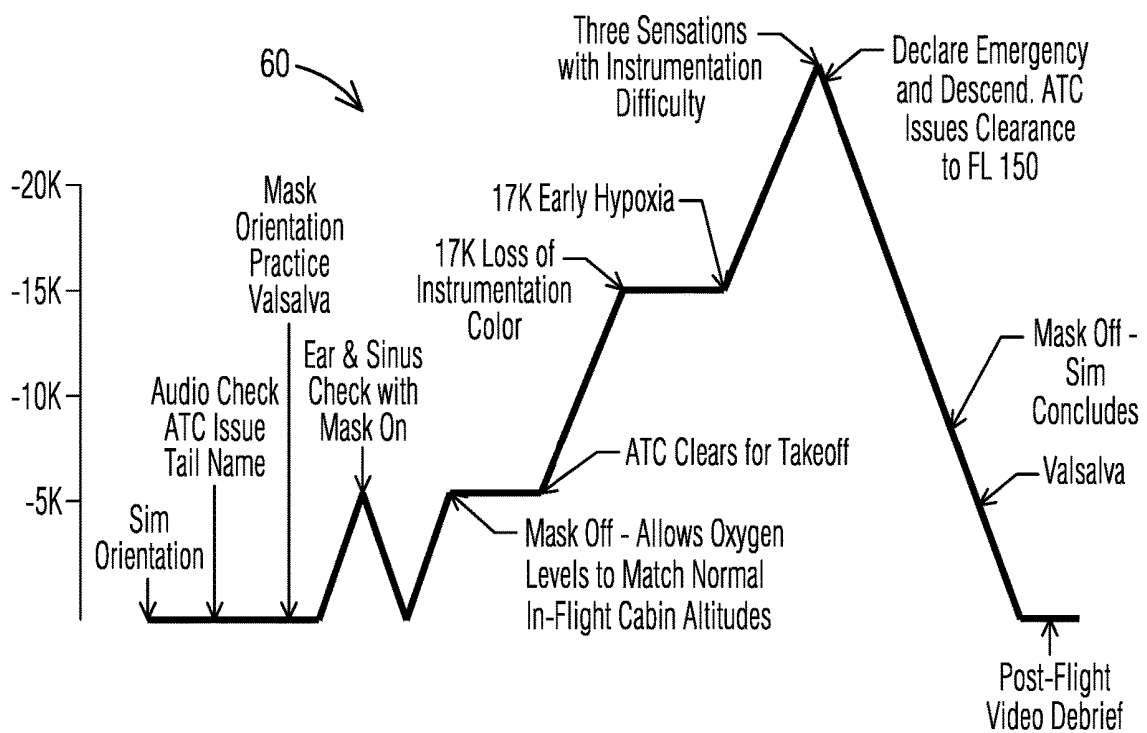 60
Three Sensations
with Instrumentation
Difficulty
Declare Emergency
and Descend. ATC
Issues Clearance
to FL 150
-20K
-15K
-10K
-5K
Mask
Orientation
Practice
Valsalva
17K Early Hypoxia
17K Loss of
Instrumentation
Color
Ear & Sinus
Check with
Mask On
Audio Check
ATC Issue
Tail Name
Sim
Orientation
ATC Clears for Takeoff
Mask Off - Allows Oxygen
Levels to Match Normal
In-Flight Cabin Altitudes
Mask Off -
Sim
Concludes
Valsalva
Post-Flight
Video Debrief